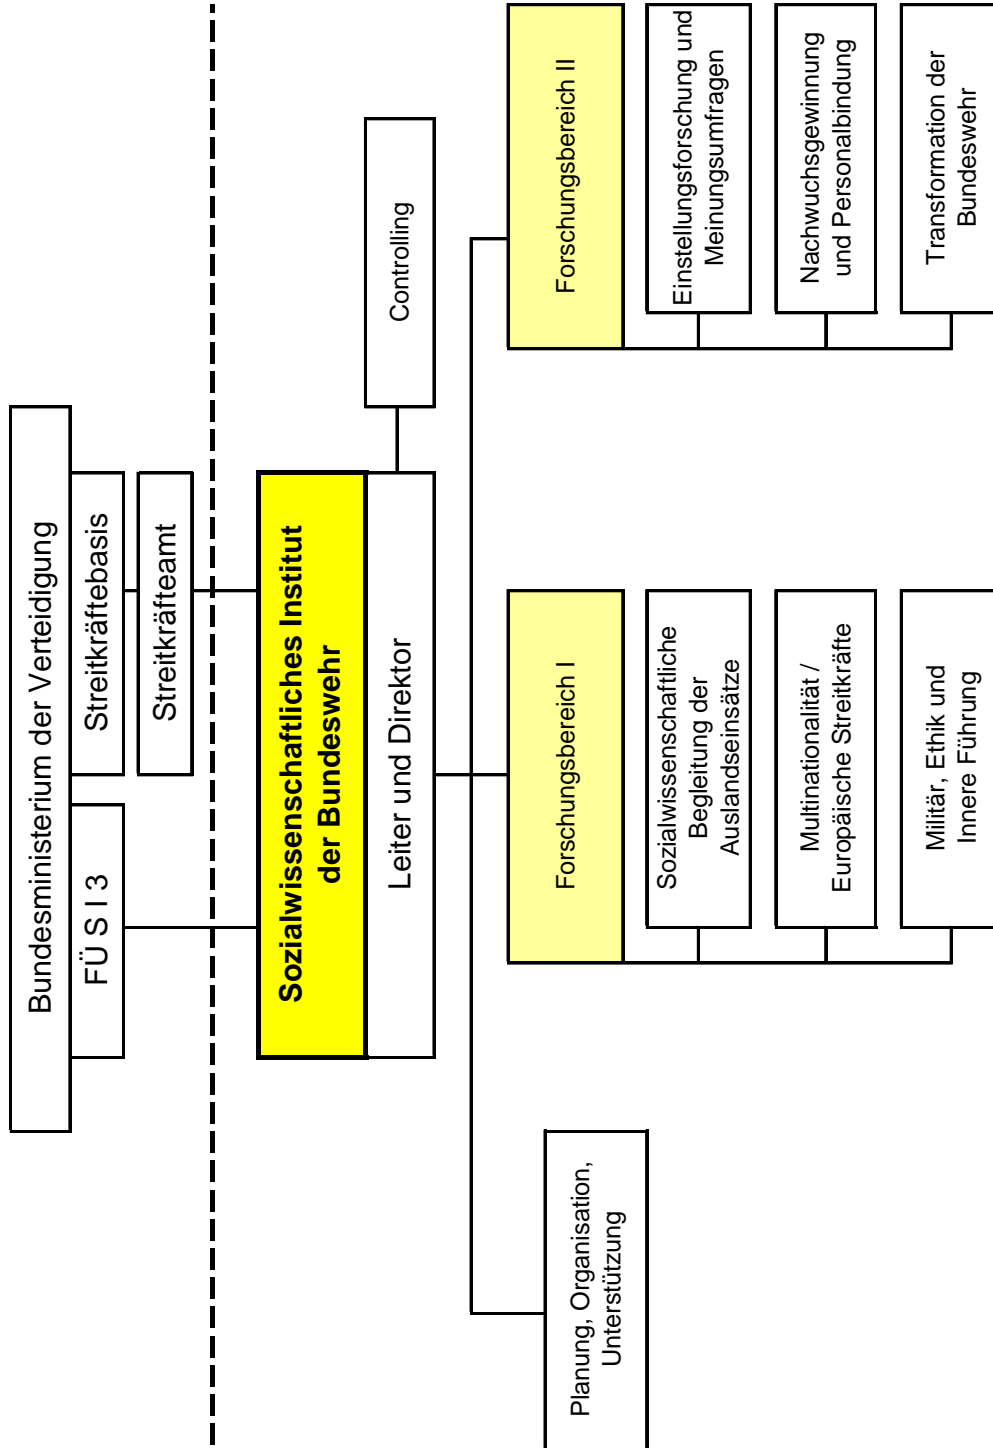 Bundesministerium der Verteidigung
FÜ S I 3
Streitkräftebasis
Streitkräfteamt
Sozialwissenschaftliches Institut
der Bundeswehr
Leiter und Direktor
Controlling
Planung, Organisation,
Unterstützung
Forschungsbereich I
Sozialwissenschaftliche
Begleitung der
Auslandseinsätze
Multinationalität /
Europäische Streitkräfte
Militär, Ethik und
Innere Führung
Forschungsbereich II
Einstellungsforschung und
Meinungsumfragen
Nachwuchsgewinnung
und Personalbindung
Transformation der
Bundeswehr